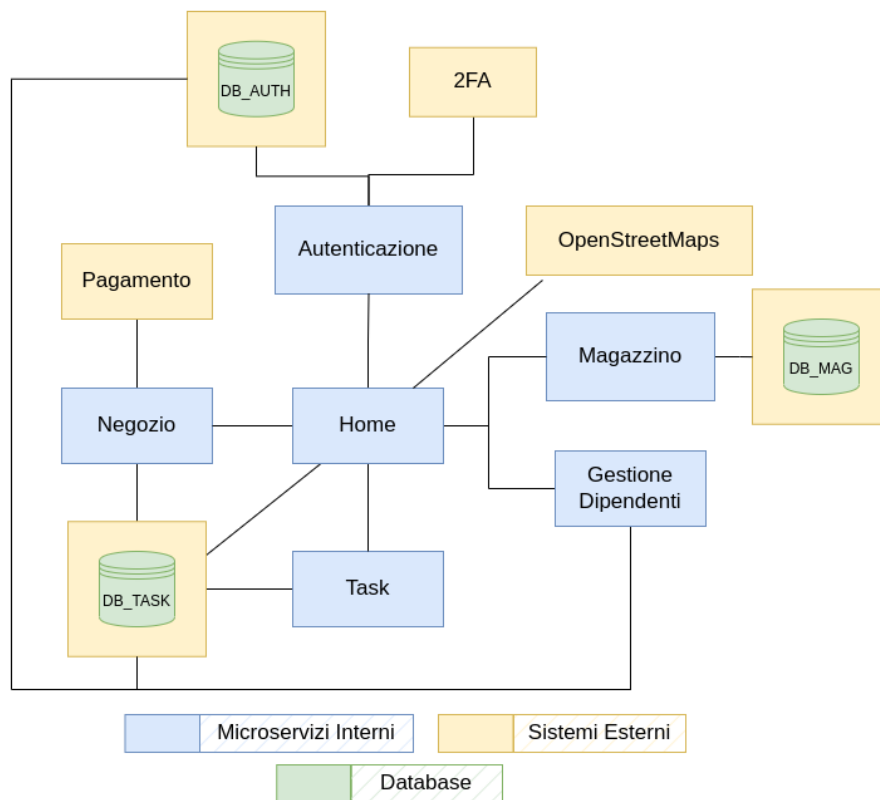 DB_AUTH
2FA
Autenticazione
OpenStreetMaps
Pagamento
Magazzino
DB_MAG
Negozio
Home
Gestione
Dipendenti
DB_TASK
Task
Microservizi Interni
Sistemi Esterni
Database